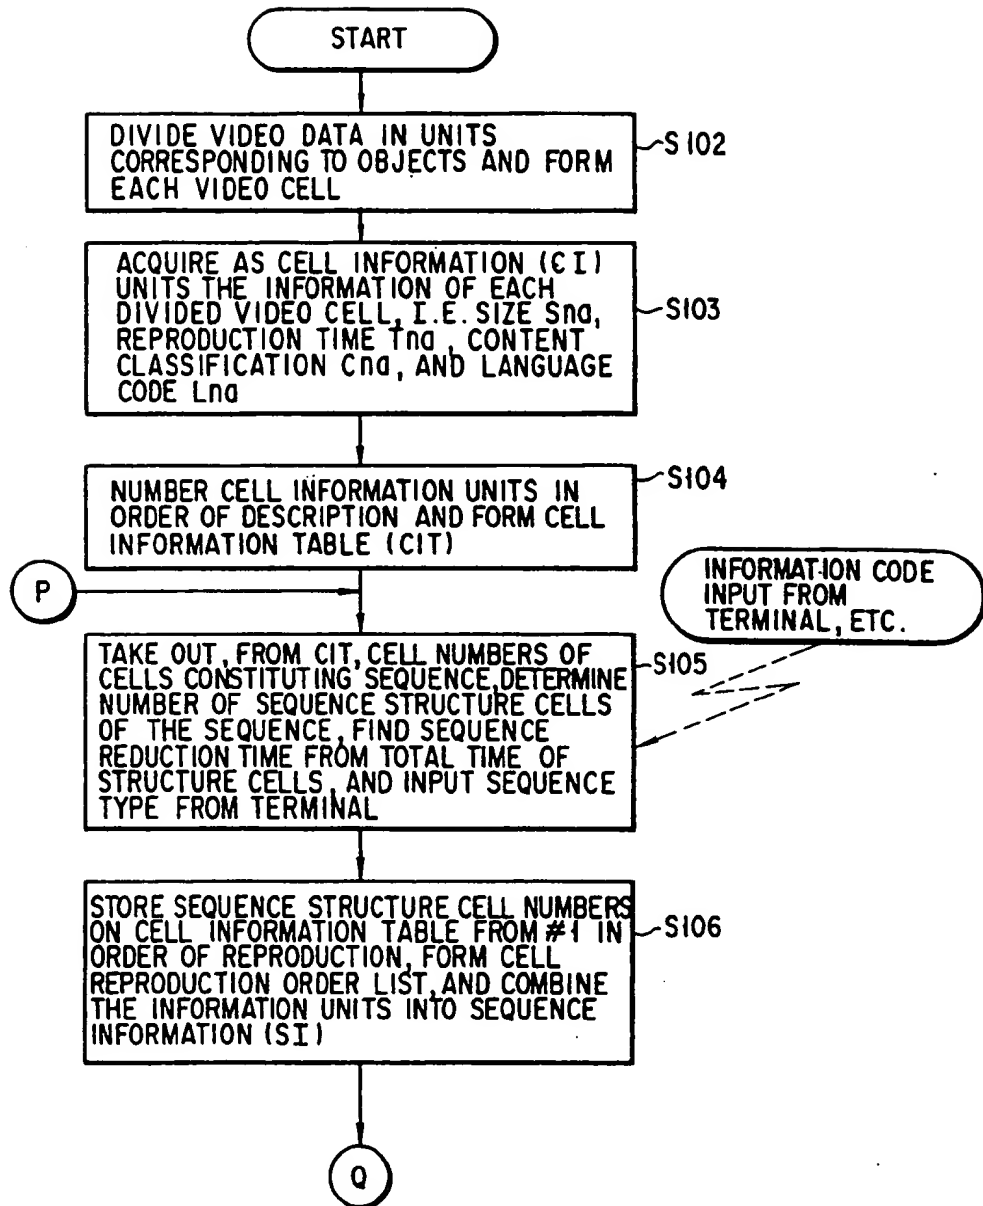 START
DIVIDE VIDEO DATA IN UNITS
CORRESPONDING TO OBJECTS AND FORM
EACH VIDEO CELL
S102
ACQUIRE AS CELL INFORMATION (CI)
UNITS THE INFORMATION OF EACH
DIVIDED VIDEO CELL, I.E. SIZE Sna,
REPRODUCTION TIME Tna, CONTENT
CLASSIFICATION Cna, AND LANGUAGE
CODE Lna
S103
NUMBER CELL INFORMATION UNITS IN
ORDER OF DESCRIPTION AND FORM CELL
INFORMATION TABLE (CIT)
S104
P
INFORMATION CODE
INPUT FROM
TERMINAL, ETC.
TAKE OUT, FROM CIT, CELL NUMBERS OF
CELLS CONSTITUTING SEQUENCE, DETERMINE
NUMBER OF SEQUENCE STRUCTURE CELLS
OF THE SEQUENCE, FIND SEQUENCE
REDUCTION TIME FROM TOTAL TIME OF
STRUCTURE CELLS, AND INPUT SEQUENCE
TYPE FROM TERMINAL
S105
STORE SEQUENCE STRUCTURE CELL NUMBERS
ON CELL INFORMATION TABLE FROM #1 IN
ORDER OF REPRODUCTION, FORM CELL
REPRODUCTION ORDER LIST, AND COMBINE
THE INFORMATION UNITS INTO SEQUENCE
INFORMATION (SI)
S106
Q